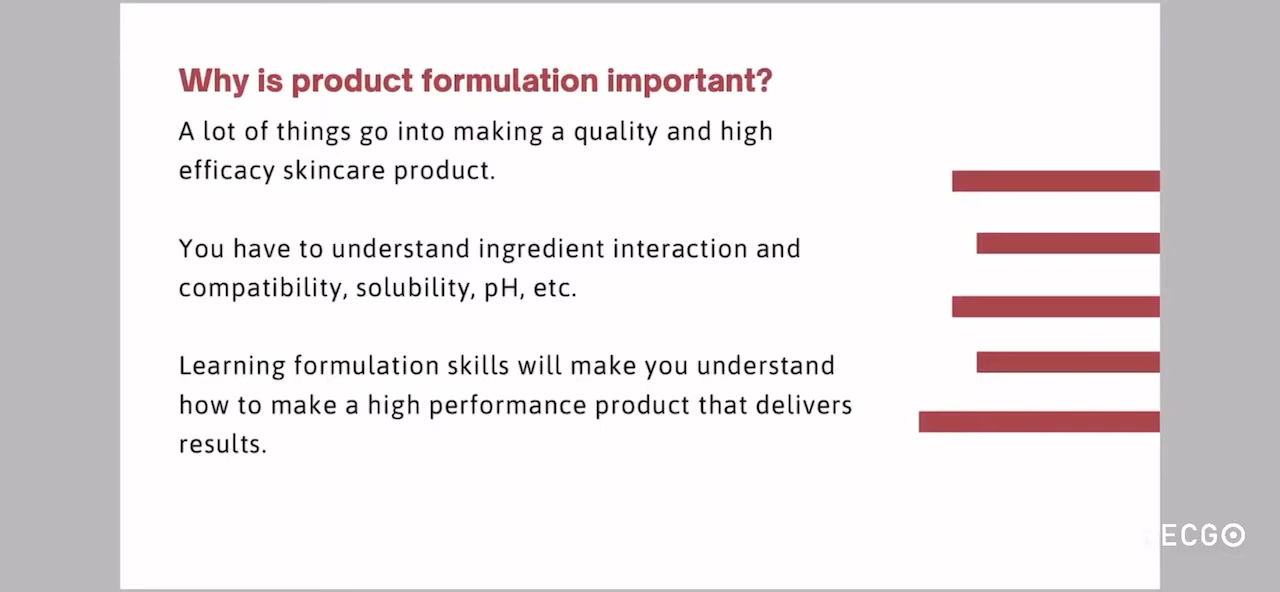 Why is product formulation important?
A lot of things go into making a quality and high
efficacy skincare product.
You have to understand ingredient interaction and
compatibility, solubility, pH, etc.
Learning formulation skills will make you understand
how to make a high performance product that delivers
results.